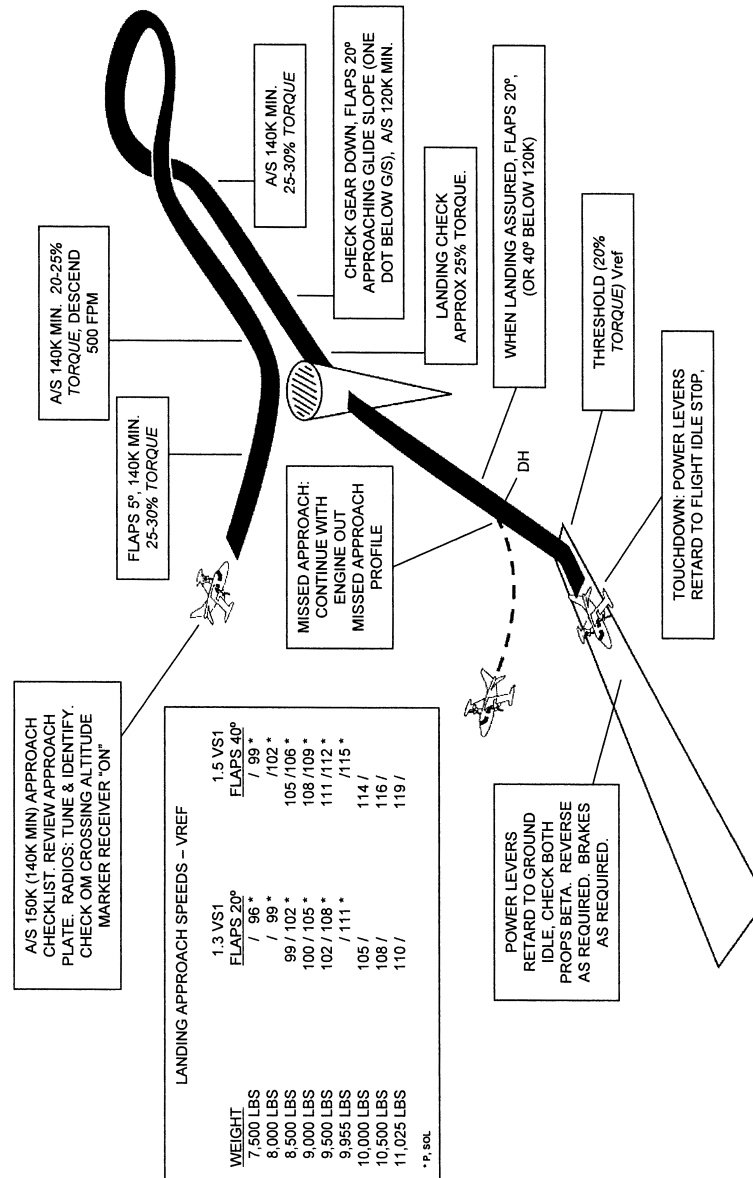 A/S 150K (140K MIN) APPROACH
CHECKLIST. REVIEW APPROACH
PLATE. RADIOS: TUNE & IDENTIFY.
CHECK OM CROSSING ALTITUDE
MARKER RECEIVER "ON"
FLAPS 5º, 140K MIN.
25-30% TORQUE
A/S 140K MIN. 20-25%
TORQUE, DESCEND
500 FPM
A/S 140K MIN.
25-30% TORQUE
CHECK GEAR DOWN, FLAPS 20º
APPROACHING GLIDE SLOPE (ONE
DOT BELOW G/S), A/S 120K MIN.
LANDING CHECK
APPROX 25% TORQUE.
WHEN LANDING ASSURED, FLAPS 20º,
(OR 40º BELOW 120K)
MISSED APPROACH:
CONTINUE WITH
ENGINE OUT
MISSED APPROACH
PROFILE
DH
THRESHOLD (20%
TORQUE) Vref
TOUCHDOWN: POWER LEVERS
RETARD TO FLIGHT IDLE ST0P,
POWER LEVERS
RETARD TO GROUND
IDLE, CHECK BOTH
PROPS BETA. REVERSE
AS REQUIRED. BRAKES
AS REQUIRED.
LANDING APPROACH SPEEDS – VREF
1.3 VS1 1.5 VS1
WEIGHT FLAPS 20º FLAPS 40º
7,500 LBS / 96 * / 99 *
8,000 LBS / 99 * /102 *
8,500 LBS 99 / 102 * 105 /106 *
9,000 LBS 100 / 105 * 108 /109 *
9,500 LBS 102 / 108 * 111 /112 *
9,955 LBS / 111 * /115 *
10,000 LBS 105 / 114 /
10,500 LBS 108 / 116 /
11,025 LBS 110 / 119 /
* P, SOL